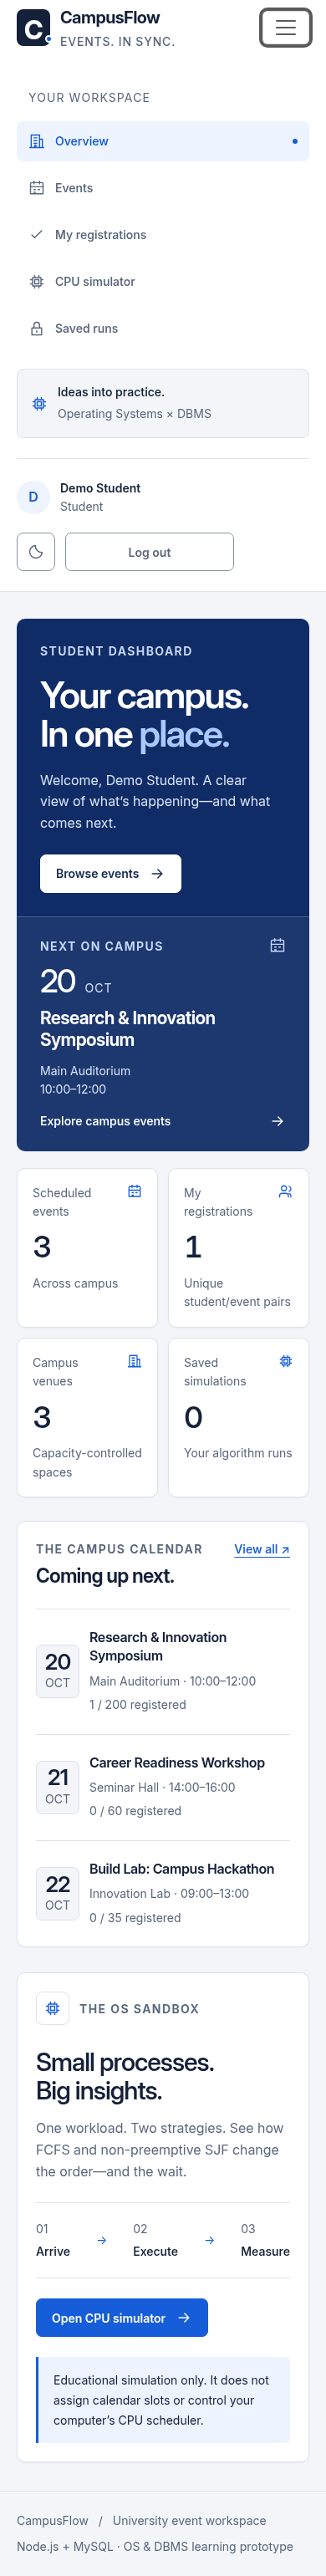 C
CampusFlow
EVENTS. IN SYNC.
YOUR WORKSPACE
Overview
Events
My registrations
CPU simulator
Saved runs
Ideas into practice.
Operating Systems × DBMS
D
Demo Student
Student
Log out
STUDENT DASHBOARD
Your campus.
In one place.
Welcome, Demo Student. A clear
view of what's happening—and what
comes next.
Browse events →
NEXT ON CAMPUS
20 OCT
Research & Innovation
Symposium
Main Auditorium
10:00–12:00
Explore campus events →
Scheduled
events
3
Across campus
My
registrations
1
Unique
student/event pairs
Campus
venues
3
Capacity-controlled
spaces
Saved
simulations
0
Your algorithm runs
THE CAMPUS CALENDAR
View all ↗
Coming up next.
20
OCT
Research & Innovation
Symposium
Main Auditorium · 10:00–12:00
1 / 200 registered
21
OCT
Career Readiness Workshop
Seminar Hall · 14:00–16:00
0 / 60 registered
22
OCT
Build Lab: Campus Hackathon
Innovation Lab · 09:00–13:00
0 / 35 registered
THE OS SANDBOX
Small processes.
Big insights.
One workload. Two strategies. See how
FCFS and non-preemptive SJF change
the order—and the wait.
01
Arrive
→
02
Execute
→
03
Measure
Open CPU simulator →
Educational simulation only. It does not
assign calendar slots or control your
computer's CPU scheduler.
CampusFlow / University event workspace
Node.js + MySQL · OS & DBMS learning prototype